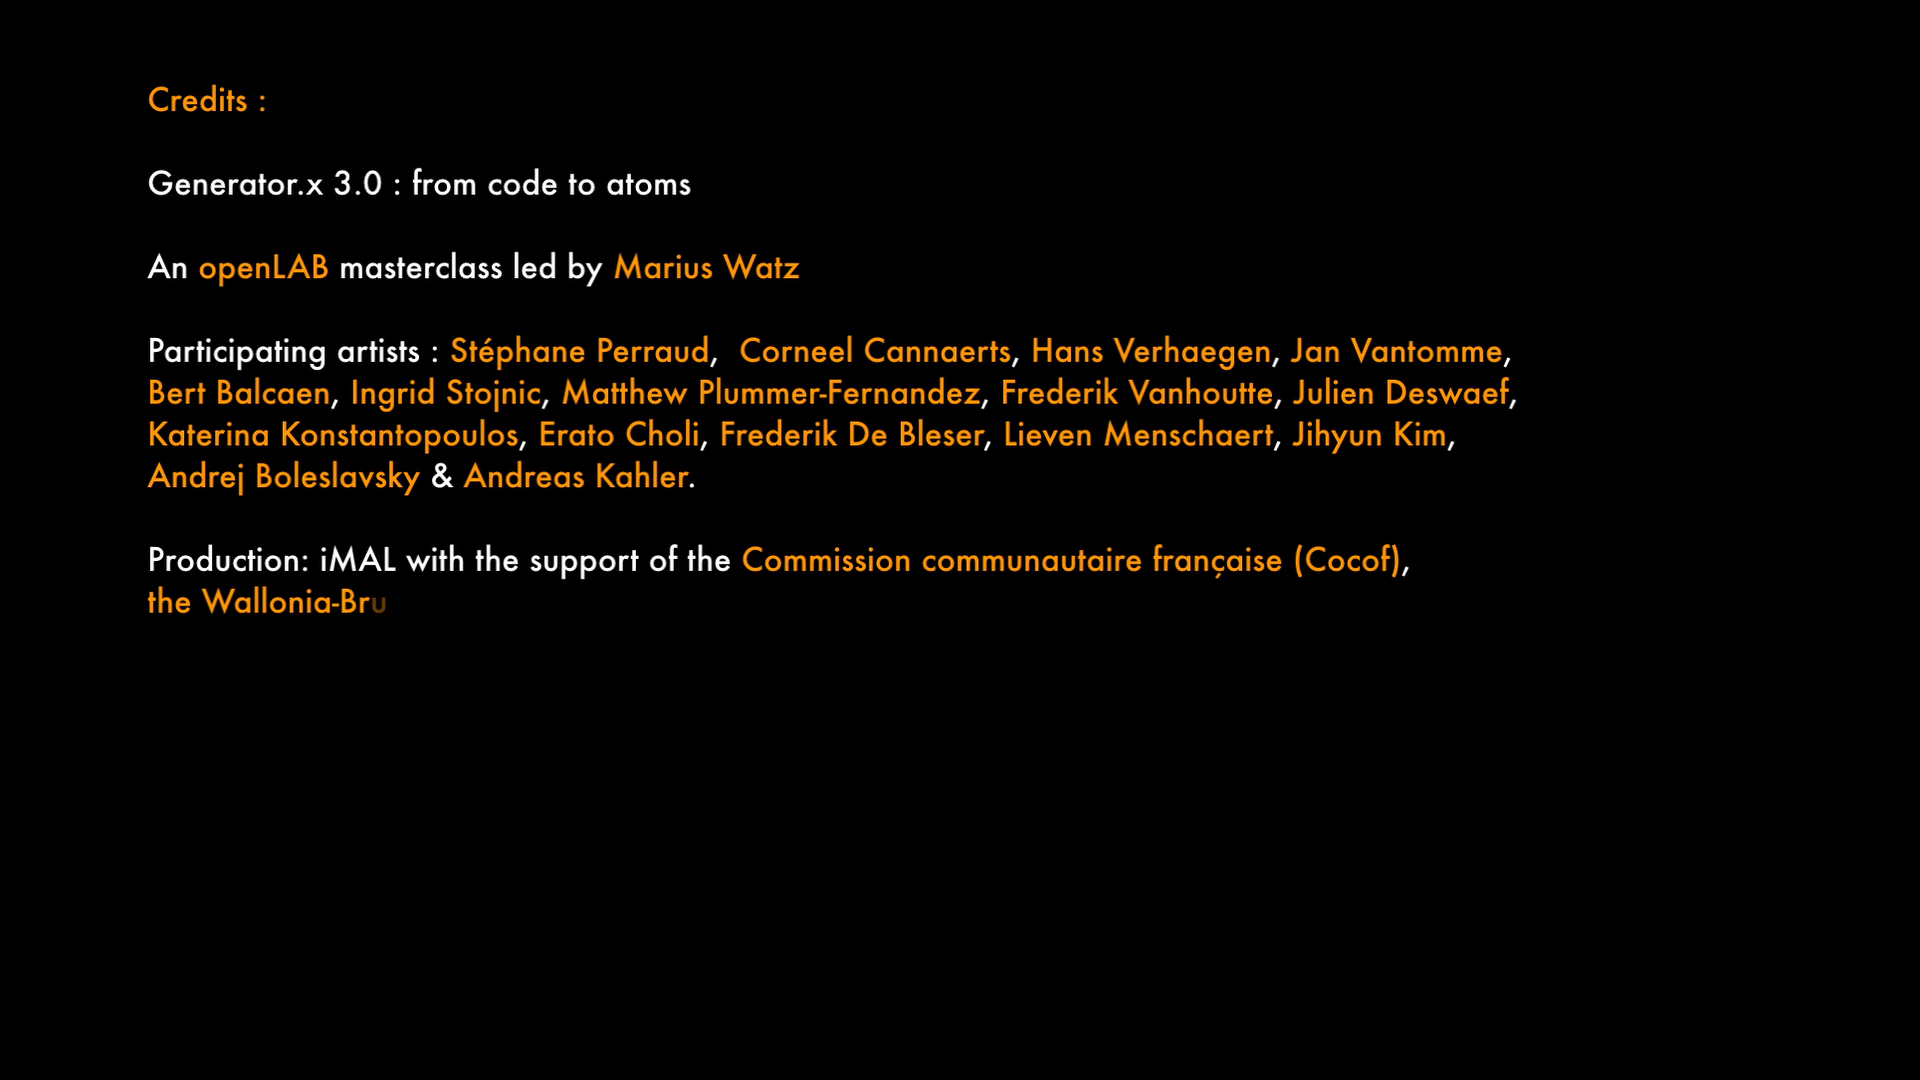 Credits :
Generator.x 3.0 : from code to atoms
An openLAB masterclass led by Marius Watz
Participating artists : Stéphane Perraud,  Corneel Cannaerts, Hans Verhaegen, Jan Vantomme,
Bert Balcaen, Ingrid Stojnic, Matthew Plummer-Fernandez, Frederik Vanhoutte, Julien Deswaef,
Katerina Konstantopoulos, Erato Choli, Frederik De Bleser, Lieven Menschaert, Jihyun Kim,
Andrej Boleslavsky & Andreas Kahler.
Production: iMAL with the support of the Commission communautaire française (Cocof),
the Wallonia-Bru